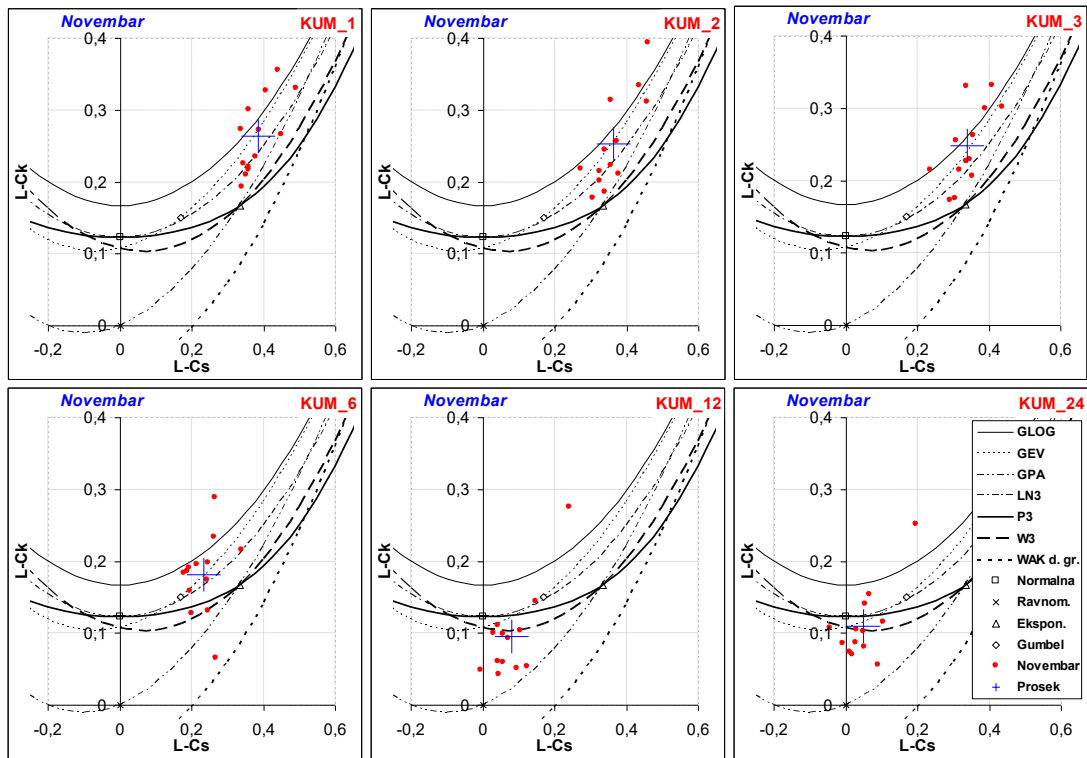 Novembar KUM_1
0,4
0,3
0,2
0,1
0
-0,2 0 0,2 0,4 0,6
L-Cs
L-Ck
Novembar KUM_2
0,4
0,3
0,2
0,1
0
-0,2 0 0,2 0,4 0,6
L-Cs
L-Ck
Novembar KUM_3
0,4
0,3
0,2
0,1
0
-0,2 0 0,2 0,4 0,6
L-Cs
L-Ck
Novembar KUM_6
0,4
0,3
0,2
0,1
0
-0,2 0 0,2 0,4 0,6
L-Cs
L-Ck
Novembar KUM_12
0,4
0,3
0,2
0,1
0
-0,2 0 0,2 0,4 0,6
L-Cs
L-Ck
Novembar KUM_24
0,4
0,3
0,2
0,1
0
-0,2 0 0,2 0,4 0,6
L-Cs
L-Ck
GLOG
GEV
GPA
LN3
P3
W3
WAK d. gr.
Normalna
Ravnom.
Ekspon.
Gumbel
Novembar
Prosek